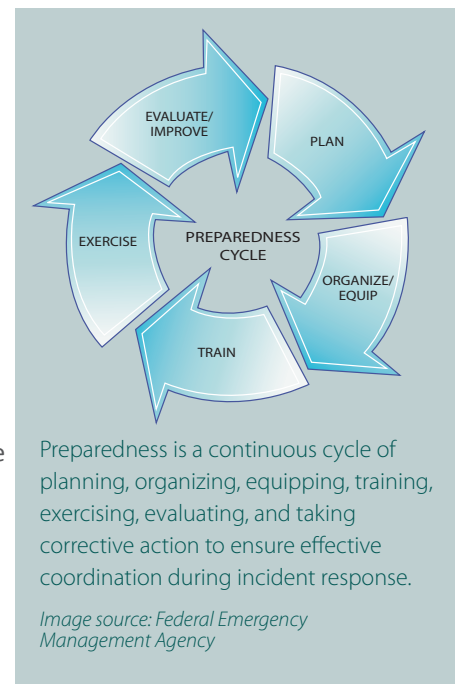 EVALUATE/
IMPROVE
PLAN
EXERCISE
PREPAREDNESS
CYCLE
ORGANIZE/
EQUIP
TRAIN
e
Preparedness is a continuous cycle of
planning, organizing, equipping, training,
exercising, evaluating, and taking
corrective action to ensure effective
coordination during incident response.
Image source: Federal Emergency
Management Agency